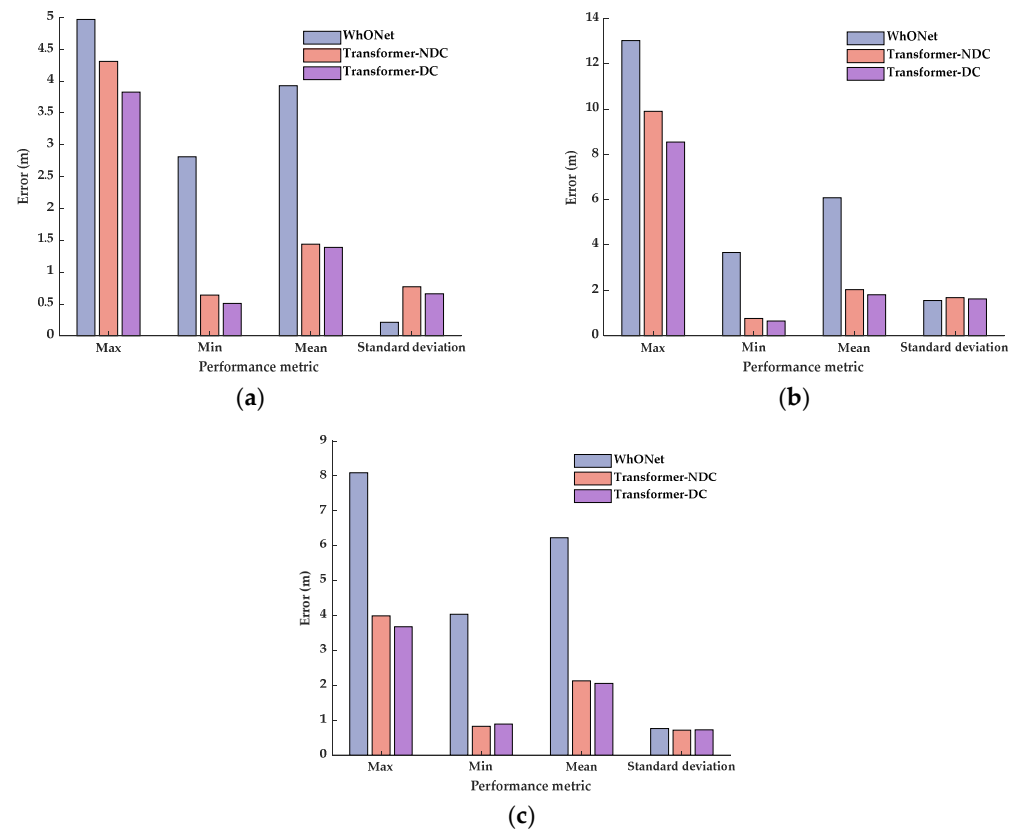 5
4.5
4
3.5
3
2.5
2
1.5
1
0.5
0
Error (m)
WhONet
Transformer-NDC
Transformer-DC
Max Min Mean Standard deviation
Performance metric
(a)
14
12
10
8
6
4
2
0
Error (m)
WhONet
Transformer-NDC
Transformer-DC
Max Min Mean Standard deviation
Performance metric
(b)
9
8
7
6
5
4
3
2
1
0
Error (m)
WhONet
Transformer-NDC
Transformer-DC
Max Min Mean Standard deviation
Performance metric
(c)